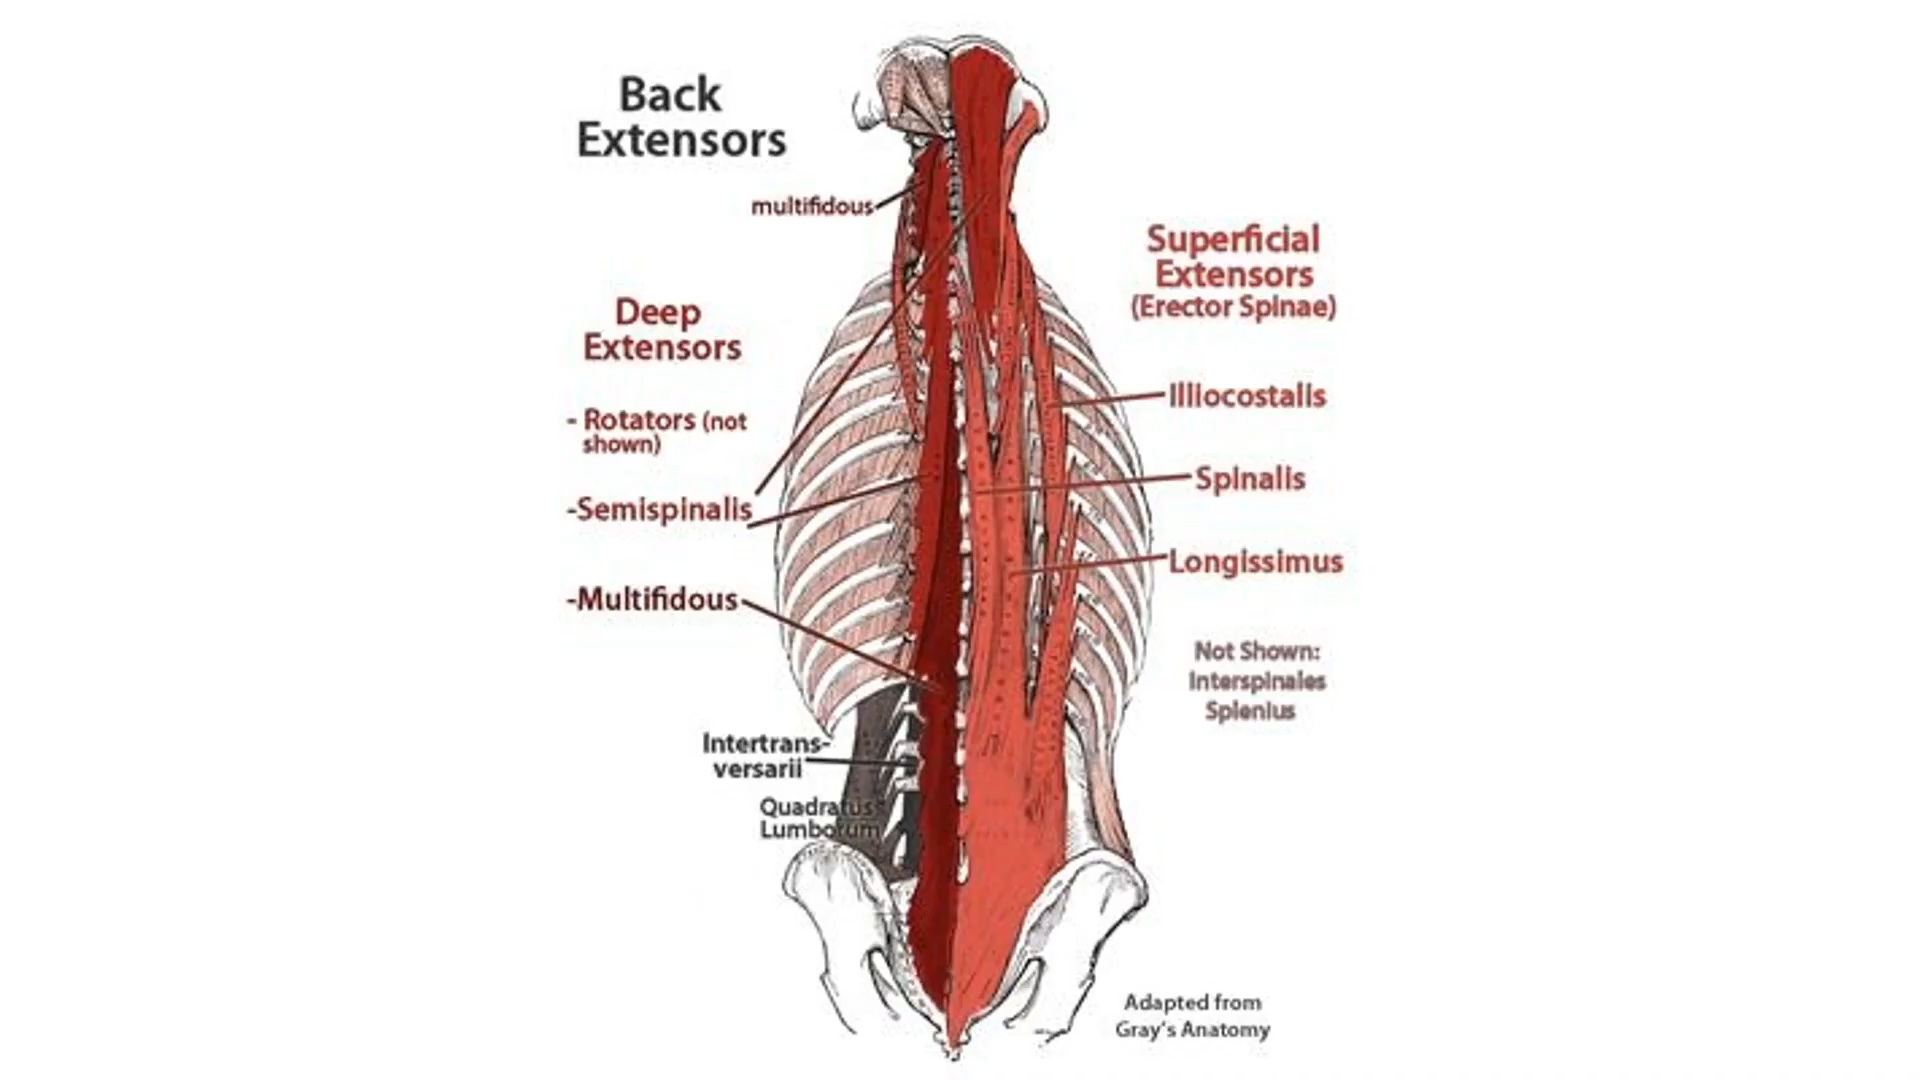 Back
Extensors
multifidous
Deep
Extensors
- Rotators (not
shown)
-Semispinalis
-Multifidous
Intertrans-
versarii
Quadratus
Lumborum
Superficial
Extensors
(Erector Spinae)
Illiocostalis
Spinalis
Longissimus
Not Shown:
Interspinales
Splenius
Adapted from
Gray's Anatomy